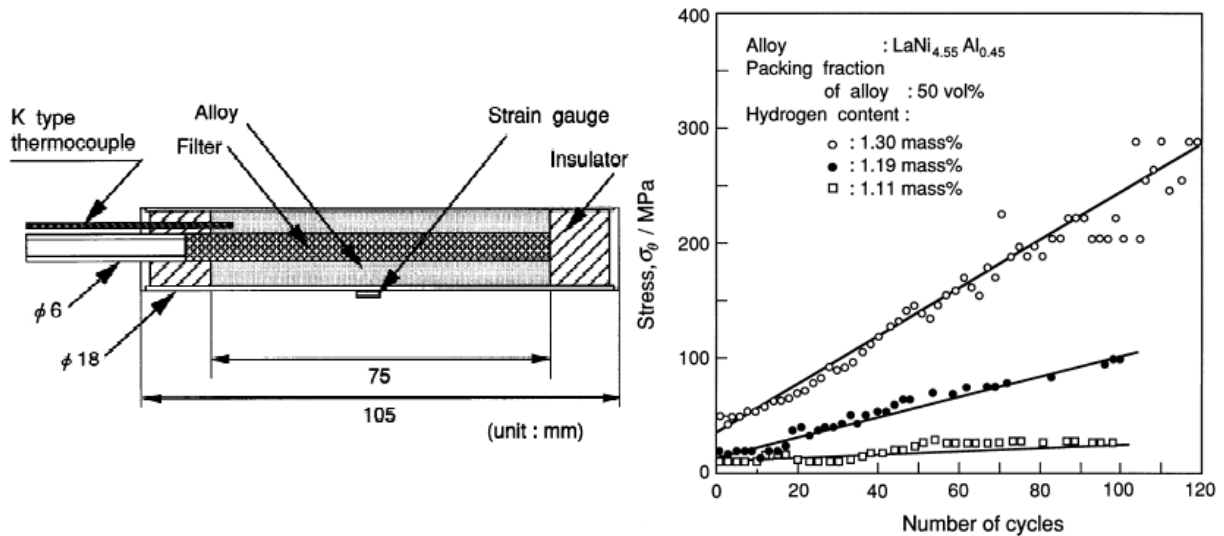 K type
thermocouple
Alloy
Filter
Strain gauge
Insulator
ϕ 6
ϕ 18
75
105
(unit : mm)
400
300
200
100
0
Stress, σθ / MPa
Alloy : LaNi4.55 Al0.45
Packing fraction
of alloy : 50 vol%
Hydrogen content :
: 1.30 mass%
: 1.19 mass%
: 1.11 mass%
0 20 40 60 80 100 120
Number of cycles